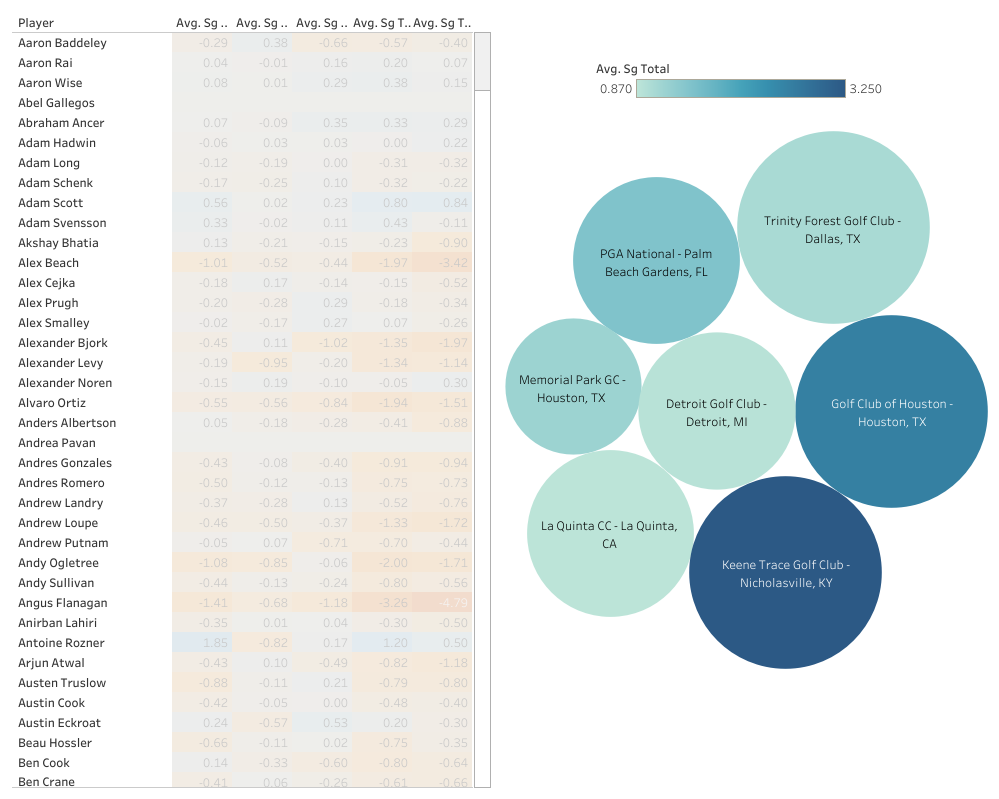 Player Avg. Sg .. Avg. Sg .. Avg. Sg .. Avg. Sg T.. Avg. Sg T..
Aaron Baddeley -0.29 0.38 -0.66 -0.57 -0.40
Aaron Rai 0.04 -0.01 0.16 0.20 0.07
Aaron Wise 0.08 0.01 0.29 0.38 0.15
Abel Gallegos
Abraham Ancer 0.07 -0.09 0.35 0.33 0.29
Adam Hadwin -0.06 0.03 0.03 0.00 0.22
Adam Long -0.12 -0.19 0.00 -0.31 -0.32
Adam Schenk -0.17 -0.25 0.10 -0.32 -0.22
Adam Scott 0.56 0.02 0.23 0.80 0.84
Adam Svensson 0.33 -0.02 0.11 0.43 -0.11
Akshay Bhatia 0.13 -0.21 -0.15 -0.23 -0.90
Alex Beach -1.01 -0.52 -0.44 -1.97 -3.42
Alex Cejka -0.18 0.17 -0.14 -0.15 -0.52
Alex Prugh -0.20 -0.28 0.29 -0.18 -0.34
Alex Smalley -0.02 -0.17 0.27 0.07 -0.26
Alexander Bjork -0.45 0.11 -1.02 -1.35 -1.97
Alexander Levy -0.19 -0.95 -0.20 -1.34 -1.14
Alexander Noren -0.15 0.19 -0.10 -0.05 0.30
Alvaro Ortiz -0.55 -0.56 -0.84 -1.94 -1.51
Anders Albertson 0.05 -0.18 -0.28 -0.41 -0.88
Andrea Pavan
Andres Gonzales -0.43 -0.08 -0.40 -0.91 -0.94
Andres Romero -0.50 -0.12 -0.13 -0.75 -0.73
Andrew Landry -0.37 -0.28 0.13 -0.52 -0.76
Andrew Loupe -0.46 -0.50 -0.37 -1.33 -1.72
Andrew Putnam -0.05 0.07 -0.71 -0.70 -0.44
Andy Ogletree -1.08 -0.85 -0.06 -2.00 -1.71
Andy Sullivan -0.44 -0.13 -0.24 -0.80 -0.56
Angus Flanagan -1.41 -0.68 -1.18 -3.26 -4.79
Anirban Lahiri -0.35 0.01 0.04 -0.30 -0.50
Antoine Rozner 1.85 -0.82 0.17 1.20 0.50
Arjun Atwal -0.43 0.10 -0.49 -0.82 -1.18
Austen Truslow -0.88 -0.11 0.21 -0.79 -0.80
Austin Cook -0.42 -0.05 0.00 -0.48 -0.40
Austin Eckroat 0.24 -0.57 0.53 0.20 -0.30
Beau Hossler -0.66 -0.11 0.02 -0.75 -0.35
Ben Cook 0.14 -0.33 -0.60 -0.80 -0.64
Ben Crane -0.41 0.06 -0.26 -0.61 -0.66
Avg. Sg Total
0.870 3.250
Trinity Forest Golf Club -
Dallas, TX
PGA National - Palm
Beach Gardens, FL
Memorial Park GC -
Houston, TX
Detroit Golf Club -
Detroit, MI
Golf Club of Houston -
Houston, TX
La Quinta CC - La Quinta,
CA
Keene Trace Golf Club -
Nicholasville, KY